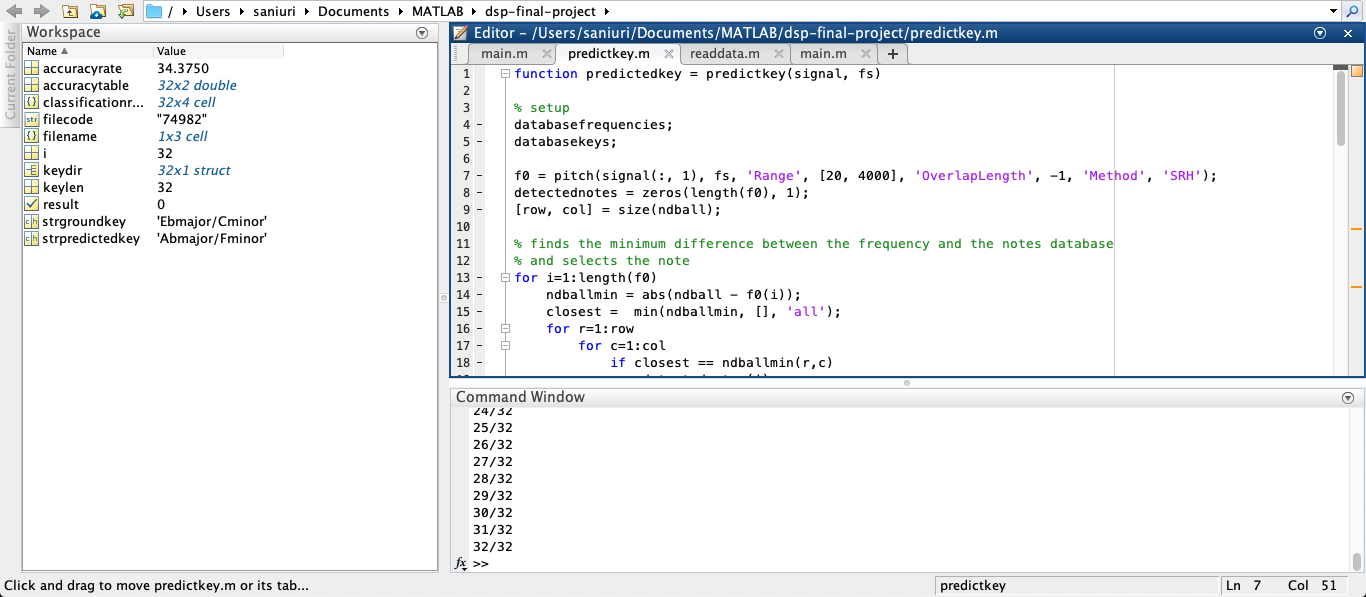 / ▸ Users ▸ saniuri ▸ Documents ▸ MATLAB ▸ dsp-final-project ▸
Current Folder
Workspace
Name ▲ Value
accuracyrate 34.3750
accuracytable 32x2 double
classificationr... 32x4 cell
filecode "74982"
filename 1x3 cell
i 32
keydir 32x1 struct
keylen 32
result 0
strgroundkey 'Ebmajor/Cminor'
strpredictedkey 'Abmajor/Fminor'
Editor - /Users/saniuri/Documents/MATLAB/dsp-final-project/predictkey.m
main.m × predictkey.m × readdata.m × main.m × +
1 function predictedkey = predictkey(signal, fs)
2
3 % setup
4 - databasefrequencies;
5 - databasekeys;
6
7 - f0 = pitch(signal(:, 1), fs, 'Range', [20, 4000], 'OverlapLength', -1, 'Method', 'SRH');
8 - detectednotes = zeros(length(f0), 1);
9 - [row, col] = size(ndball);
10
11 % finds the minimum difference between the frequency and the notes database
12 % and selects the note
13 - for i=1:length(f0)
14 - ndballmin = abs(ndball - f0(i));
15 - closest =  min(ndballmin, [], 'all');
16 - for r=1:row
17 - for c=1:col
18 - if closest == ndballmin(r,c)
Command Window
24/32
25/32
26/32
27/32
28/32
29/32
30/32
31/32
32/32
fx >>
Click and drag to move predictkey.m or its tab...
predictkey
Ln 7 Col 51